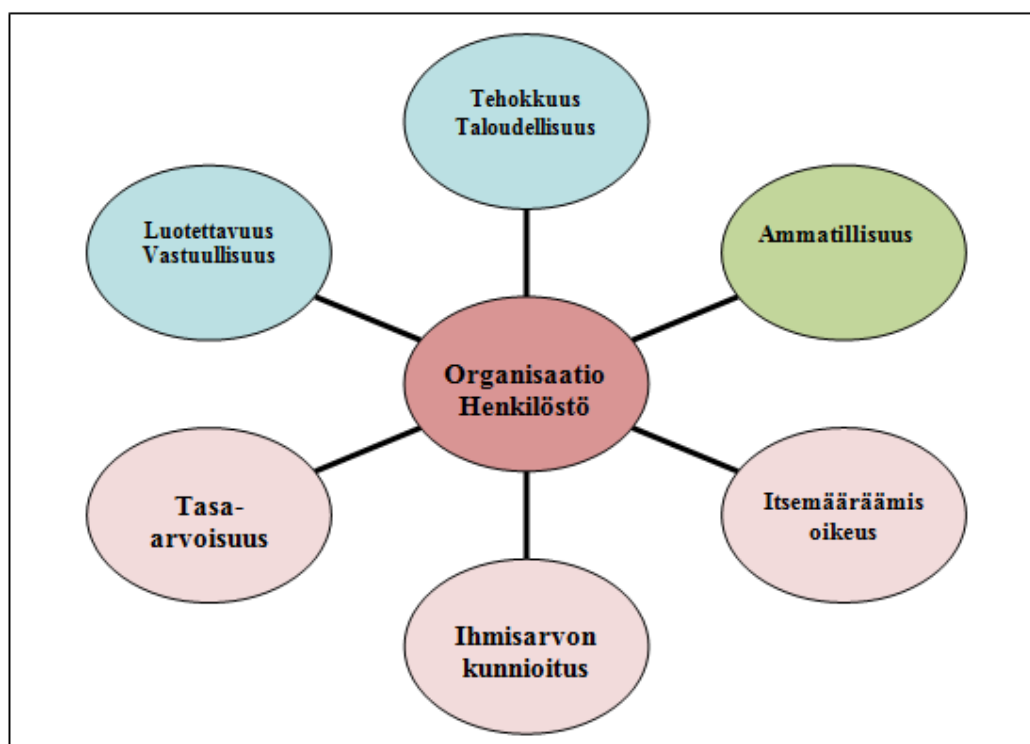 Tehokkuus
Taloudellisuus
Luotettavuus
Vastuullisuus
Ammatillisuus
Organisaatio
Henkilöstö
Tasa-
arvoisuus
Itsemääräämis
oikeus
Ihmisarvon
kunnioitus